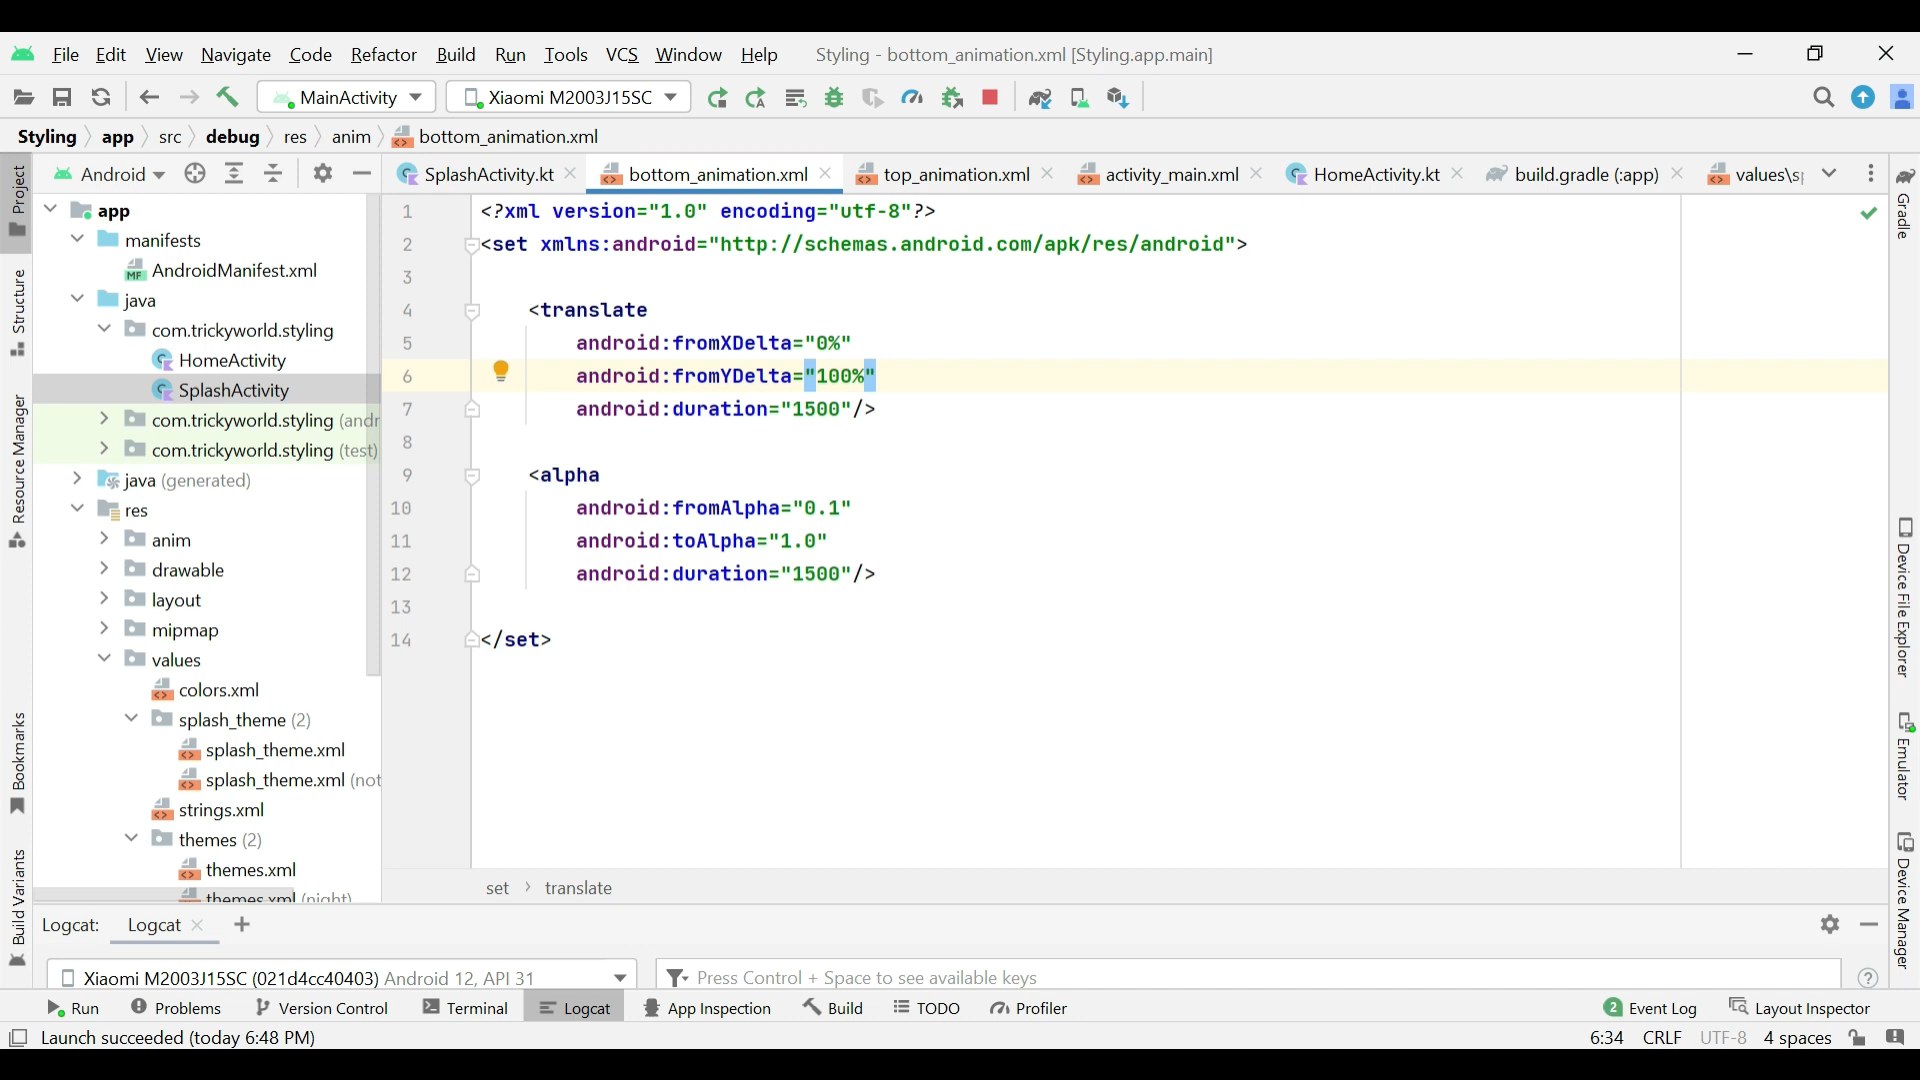 File Edit View Navigate Code Refactor Build Run Tools VCS Window Help Styling - bottom_animation.xml [Styling.app.main]
MainActivity Xiaomi M2003J15SC
Styling app src debug res anim bottom_animation.xml
Android SplashActivity.kt bottom_animation.xml top_animation.xml activity_main.xml HomeActivity.kt build.gradle (:app) values\s
Project
Structure
Resource Manager
Bookmarks
Build Variants
app
manifests
AndroidManifest.xml
java
com.trickyworld.styling
HomeActivity
SplashActivity
com.trickyworld.styling (andr
com.trickyworld.styling (test)
java (generated)
res
anim
drawable
layout
mipmap
values
colors.xml
splash_theme (2)
splash_theme.xml
splash_theme.xml (not
strings.xml
themes (2)
themes.xml
themes.xml (night)
1 <?xml version="1.0" encoding="utf-8"?>
2 <set xmlns:android="http://schemas.android.com/apk/res/android">
3
4 <translate
5 android:fromXDelta="0%"
6 android:fromYDelta="100%"
7 android:duration="1500"/>
8
9 <alpha
10 android:fromAlpha="0.1"
11 android:toAlpha="1.0"
12 android:duration="1500"/>
13
14 </set>
set translate
Gradle
Device File Explorer
Emulator
Device Manager
Logcat: Logcat
Xiaomi M2003J15SC (021d4cc40403) Android 12, API 31 Press Control + Space to see available keys
Run Problems Version Control Terminal Logcat App Inspection Build TODO Profiler 2 Event Log Layout Inspector
Launch succeeded (today 6:48 PM) 6:34 CRLF UTF-8 4 spaces